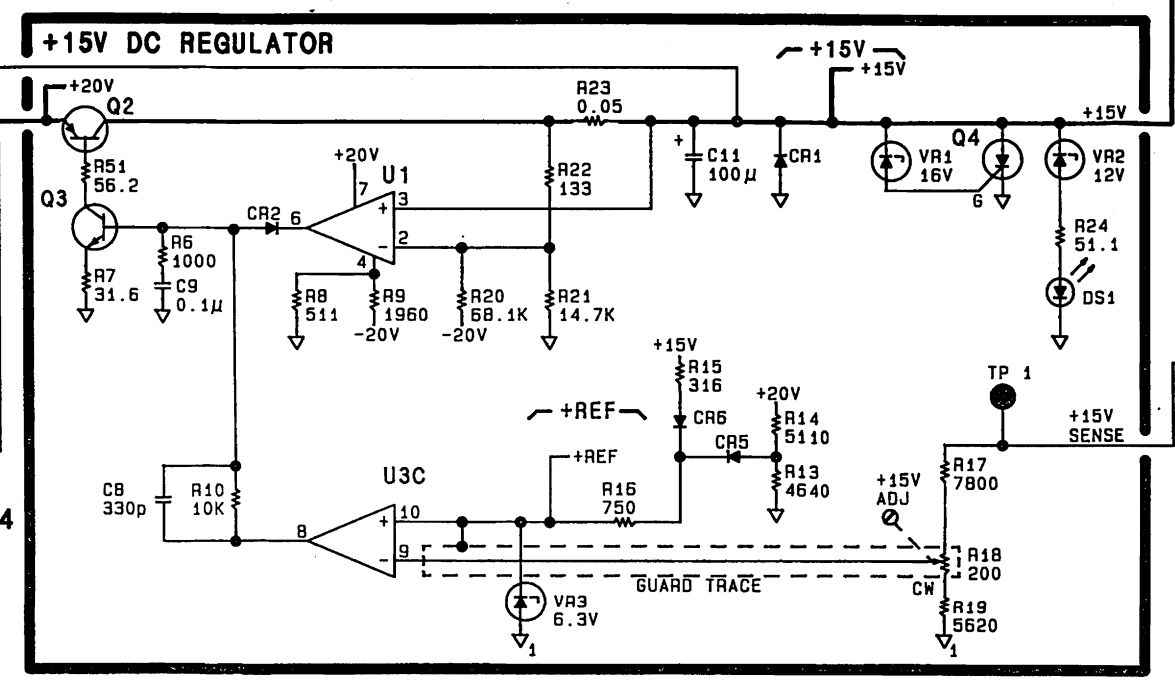 +15V DC REGULATOR
+15V
+15V
+20V
Q2
R23
0.05
+15V
R51
56.2
+20V
U1
7
R22
133
+
C11
100µ
CR1
VR1
16V
Q4
G
VR2
12V
Q3
CR2
6
3
+
2
-
4
R6
1000
C9
0.1µ
R7
31.6
R8
511
R9
1960
-20V
R20
68.1K
-20V
R21
14.7K
R24
51.1
DS1
+15V
R15
316
TP 1
+REF
CR6
+20V
R14
5110
+15V
SENSE
+REF
CR5
R13
4640
R17
7800
C8
330p
R10
10K
U3C
R16
750
+15V
ADJ
4
8
+
10
-
9
GUARD TRACE
CW
R18
200
VR3
6.3V
1
R19
5620
1